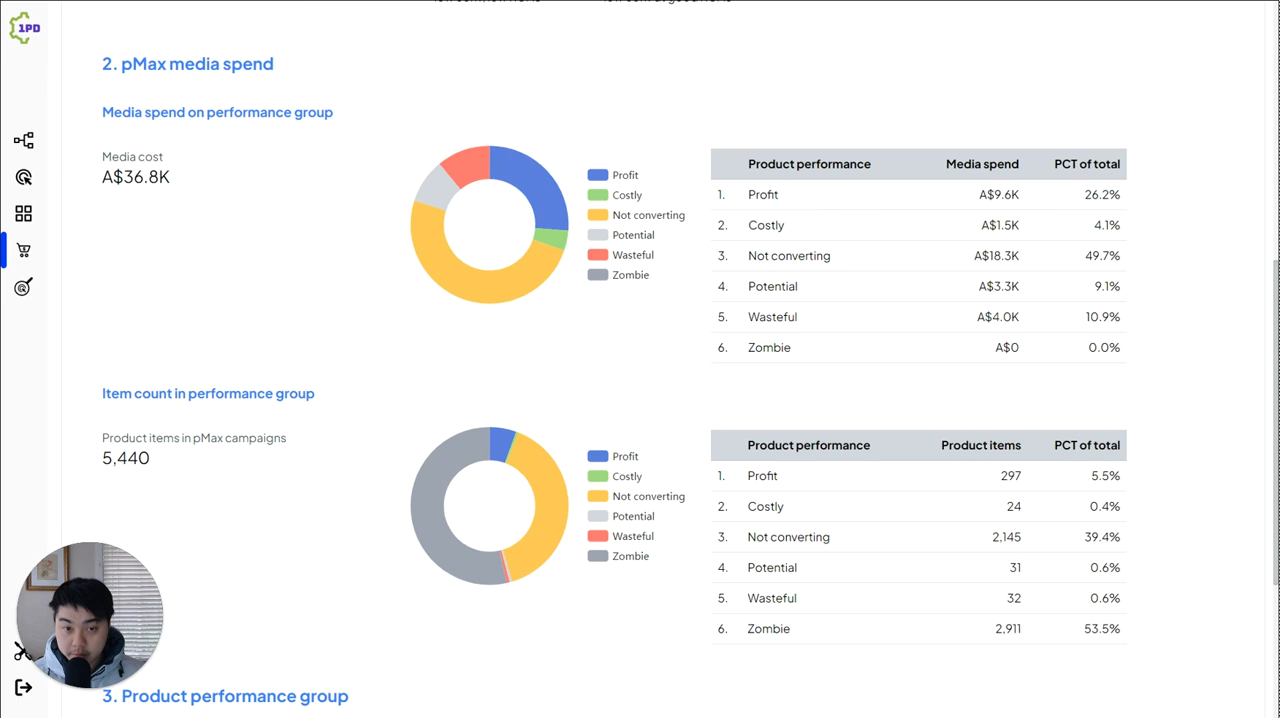 1PD
2. pMax media spend
Media spend on performance group
Media cost
A$36.8K
Profit
Costly
Not converting
Potential
Wasteful
Zombie
Product performance Media spend PCT of total
1. Profit A$9.6K 26.2%
2. Costly A$1.5K 4.1%
3. Not converting A$18.3K 49.7%
4. Potential A$3.3K 9.1%
5. Wasteful A$4.0K 10.9%
6. Zombie A$0 0.0%
Item count in performance group
Product items in pMax campaigns
5,440
Profit
Costly
Not converting
Potential
Wasteful
Zombie
Product performance Product items PCT of total
1. Profit 297 5.5%
2. Costly 24 0.4%
3. Not converting 2,145 39.4%
4. Potential 31 0.6%
5. Wasteful 32 0.6%
6. Zombie 2,911 53.5%
3. Product performance group